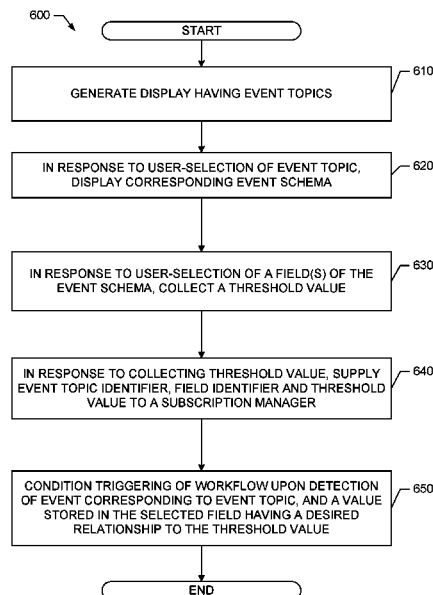 600
START
610
GENERATE DISPLAY HAVING EVENT TOPICS
620
IN RESPONSE TO USER-SELECTION OF EVENT TOPIC,
DISPLAY CORRESPONDING EVENT SCHEMA
630
IN RESPONSE TO USER-SELECTION OF A FIELD(S) OF THE
EVENT SCHEMA, COLLECT A THRESHOLD VALUE
640
IN RESPONSE TO COLLECTING THRESHOLD VALUE, SUPPLY
EVENT TOPIC IDENTIFIER, FIELD IDENTIFIER AND THRESHOLD
VALUE TO A SUBSCRIPTION MANAGER
650
CONDITION TRIGGERING OF WORKFLOW UPON DETECTION
OF EVENT CORRESPONDING TO EVENT TOPIC, AND A VALUE
STORED IN THE SELECTED FIELD HAVING A DESIRED
RELATIONSHIP TO THE THRESHOLD VALUE
END